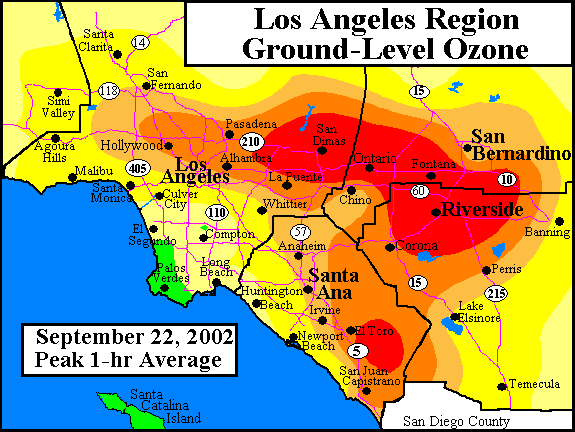 Los Angeles Region
Ground-Level Ozone
Santa
Clarita
14
San
Fernando
15
118
Simi
Valley
Pasadena
210
San
Dimas
San
Bernardino
Agoura
Hills
Hollywood
Alhambra
Ontario
Fontana
10
Malibu
405
Los
Angeles
La Puente
60
Santa
Monica
Culver
City
Whittier
Chino
Riverside
110
El
Segundo
Compton
57
Anaheim
Corona
Banning
Palos
Verdes
Long
Beach
Santa
Ana
15
Perris
215
Huntington
Beach
Irvine
Lake
Elsinore
El Toro
Newport
Beach
5
San Juan
Capistrano
Temecula
September 22, 2002
Peak 1-hr Average
Santa
Catalina
Island
San Diego County